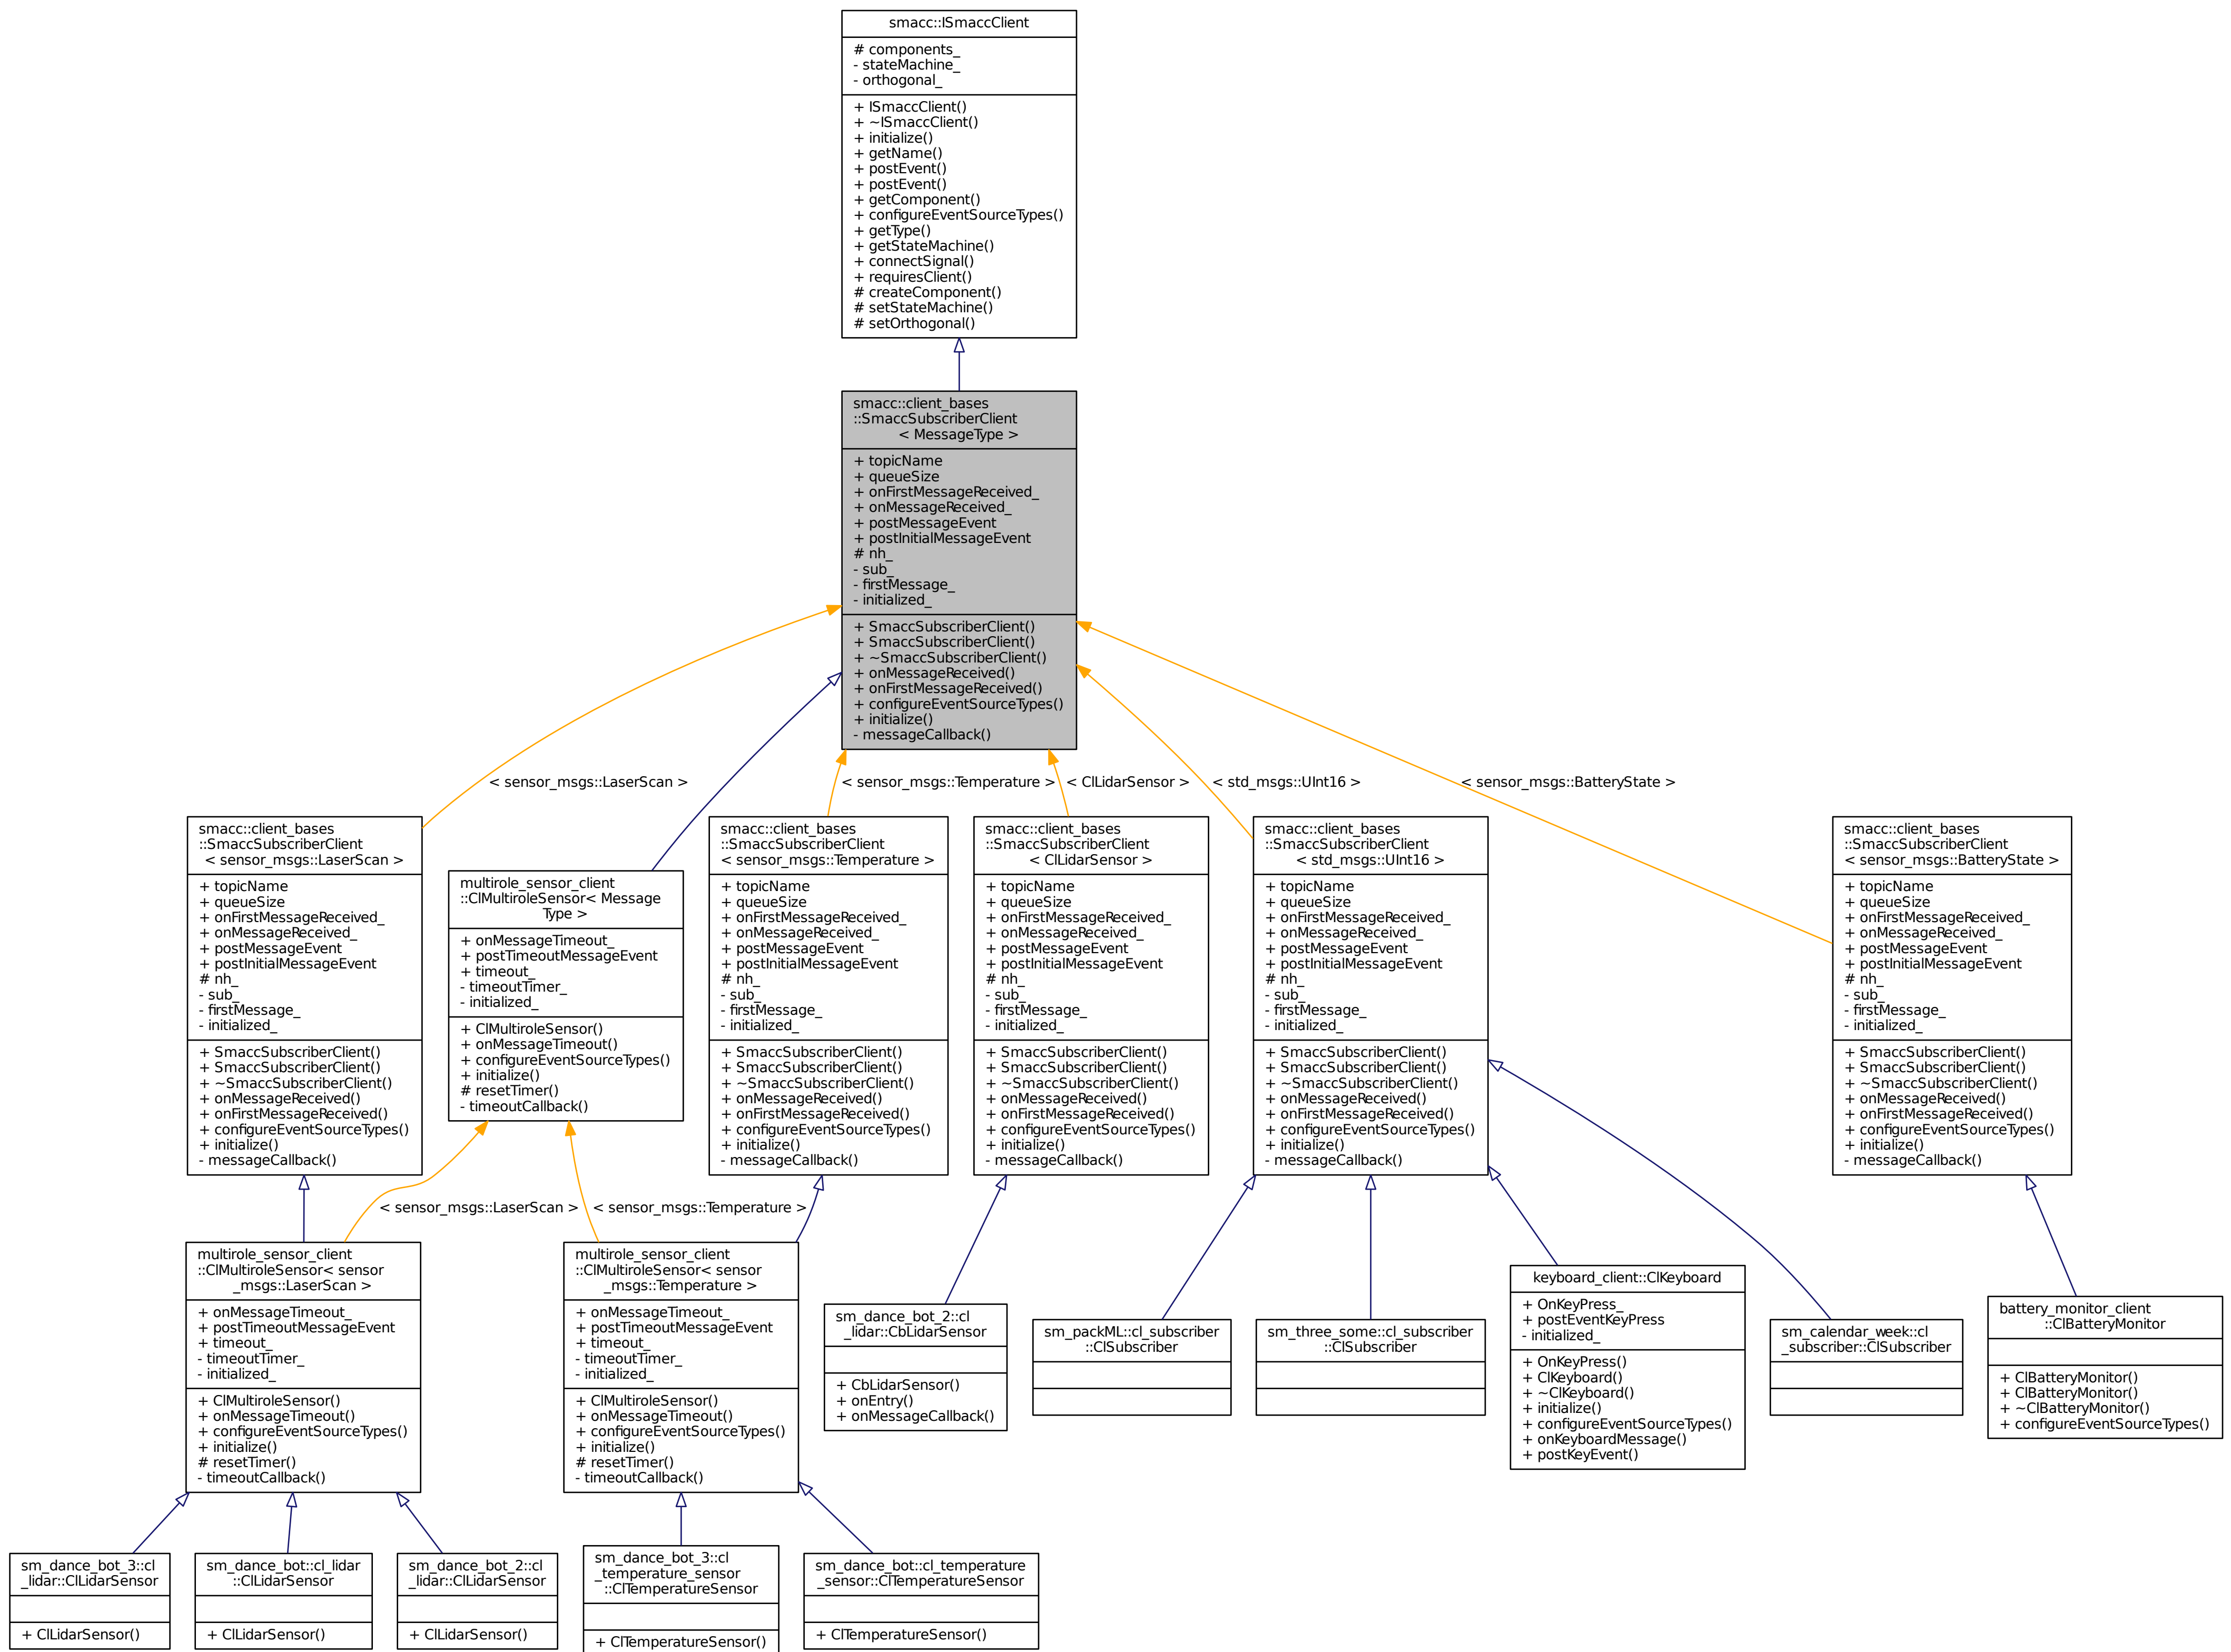 smacc::ISmaccClient
# components_
- stateMachine_
- orthogonal_
+ ISmaccClient()
+ ~ISmaccClient()
+ initialize()
+ getName()
+ postEvent()
+ postEvent()
+ getComponent()
+ configureEventSourceTypes()
+ getType()
+ getStateMachine()
+ connectSignal()
+ requiresClient()
# createComponent()
# setStateMachine()
# setOrthogonal()
smacc::client_bases
::SmaccSubscriberClient
< MessageType >
+ topicName
+ queueSize
+ onFirstMessageReceived_
+ onMessageReceived_
+ postMessageEvent
+ postInitialMessageEvent
# nh_
- sub_
- firstMessage_
- initialized_
+ SmaccSubscriberClient()
+ SmaccSubscriberClient()
+ ~SmaccSubscriberClient()
+ onMessageReceived()
+ onFirstMessageReceived()
+ configureEventSourceTypes()
+ initialize()
- messageCallback()
< sensor_msgs::LaserScan >
< sensor_msgs::Temperature >
< ClLidarSensor >
< std_msgs::UInt16 >
< sensor_msgs::BatteryState >
smacc::client_bases
::SmaccSubscriberClient
< sensor_msgs::LaserScan >
+ topicName
+ queueSize
+ onFirstMessageReceived_
+ onMessageReceived_
+ postMessageEvent
+ postInitialMessageEvent
# nh_
- sub_
- firstMessage_
- initialized_
+ SmaccSubscriberClient()
+ SmaccSubscriberClient()
+ ~SmaccSubscriberClient()
+ onMessageReceived()
+ onFirstMessageReceived()
+ configureEventSourceTypes()
+ initialize()
- messageCallback()
multirole_sensor_client
::ClMultiroleSensor< Message
Type >
+ onMessageTimeout_
+ postTimeoutMessageEvent
+ timeout_
- timeoutTimer_
- initialized_
+ ClMultiroleSensor()
+ onMessageTimeout()
+ configureEventSourceTypes()
+ initialize()
# resetTimer()
- timeoutCallback()
smacc::client_bases
::SmaccSubscriberClient
< sensor_msgs::Temperature >
+ topicName
+ queueSize
+ onFirstMessageReceived_
+ onMessageReceived_
+ postMessageEvent
+ postInitialMessageEvent
# nh_
- sub_
- firstMessage_
- initialized_
+ SmaccSubscriberClient()
+ SmaccSubscriberClient()
+ ~SmaccSubscriberClient()
+ onMessageReceived()
+ onFirstMessageReceived()
+ configureEventSourceTypes()
+ initialize()
- messageCallback()
smacc::client_bases
::SmaccSubscriberClient
< ClLidarSensor >
+ topicName
+ queueSize
+ onFirstMessageReceived_
+ onMessageReceived_
+ postMessageEvent
+ postInitialMessageEvent
# nh_
- sub_
- firstMessage_
- initialized_
+ SmaccSubscriberClient()
+ SmaccSubscriberClient()
+ ~SmaccSubscriberClient()
+ onMessageReceived()
+ onFirstMessageReceived()
+ configureEventSourceTypes()
+ initialize()
- messageCallback()
smacc::client_bases
::SmaccSubscriberClient
< std_msgs::UInt16 >
+ topicName
+ queueSize
+ onFirstMessageReceived_
+ onMessageReceived_
+ postMessageEvent
+ postInitialMessageEvent
# nh_
- sub_
- firstMessage_
- initialized_
+ SmaccSubscriberClient()
+ SmaccSubscriberClient()
+ ~SmaccSubscriberClient()
+ onMessageReceived()
+ onFirstMessageReceived()
+ configureEventSourceTypes()
+ initialize()
- messageCallback()
smacc::client_bases
::SmaccSubscriberClient
< sensor_msgs::BatteryState >
+ topicName
+ queueSize
+ onFirstMessageReceived_
+ onMessageReceived_
+ postMessageEvent
+ postInitialMessageEvent
# nh_
- sub_
- firstMessage_
- initialized_
+ SmaccSubscriberClient()
+ SmaccSubscriberClient()
+ ~SmaccSubscriberClient()
+ onMessageReceived()
+ onFirstMessageReceived()
+ configureEventSourceTypes()
+ initialize()
- messageCallback()
< sensor_msgs::LaserScan >
< sensor_msgs::Temperature >
multirole_sensor_client
::ClMultiroleSensor< sensor
_msgs::LaserScan >
+ onMessageTimeout_
+ postTimeoutMessageEvent
+ timeout_
- timeoutTimer_
- initialized_
+ ClMultiroleSensor()
+ onMessageTimeout()
+ configureEventSourceTypes()
+ initialize()
# resetTimer()
- timeoutCallback()
multirole_sensor_client
::ClMultiroleSensor< sensor
_msgs::Temperature >
+ onMessageTimeout_
+ postTimeoutMessageEvent
+ timeout_
- timeoutTimer_
- initialized_
+ ClMultiroleSensor()
+ onMessageTimeout()
+ configureEventSourceTypes()
+ initialize()
# resetTimer()
- timeoutCallback()
sm_dance_bot_2::cl
_lidar::CbLidarSensor
+ CbLidarSensor()
+ onEntry()
+ onMessageCallback()
sm_packML::cl_subscriber
::ClSubscriber
sm_three_some::cl_subscriber
::ClSubscriber
keyboard_client::ClKeyboard
+ OnKeyPress_
+ postEventKeyPress
- initialized_
+ OnKeyPress()
+ ClKeyboard()
+ ~ClKeyboard()
+ initialize()
+ configureEventSourceTypes()
+ onKeyboardMessage()
+ postKeyEvent()
sm_calendar_week::cl
_subscriber::ClSubscriber
battery_monitor_client
::ClBatteryMonitor
+ ClBatteryMonitor()
+ ClBatteryMonitor()
+ ~ClBatteryMonitor()
+ configureEventSourceTypes()
sm_dance_bot_3::cl
_lidar::ClLidarSensor
+ ClLidarSensor()
sm_dance_bot::cl_lidar
::ClLidarSensor
+ ClLidarSensor()
sm_dance_bot_2::cl
_lidar::ClLidarSensor
+ ClLidarSensor()
sm_dance_bot_3::cl
_temperature_sensor
::ClTemperatureSensor
+ ClTemperatureSensor()
sm_dance_bot::cl_temperature
_sensor::ClTemperatureSensor
+ ClTemperatureSensor()